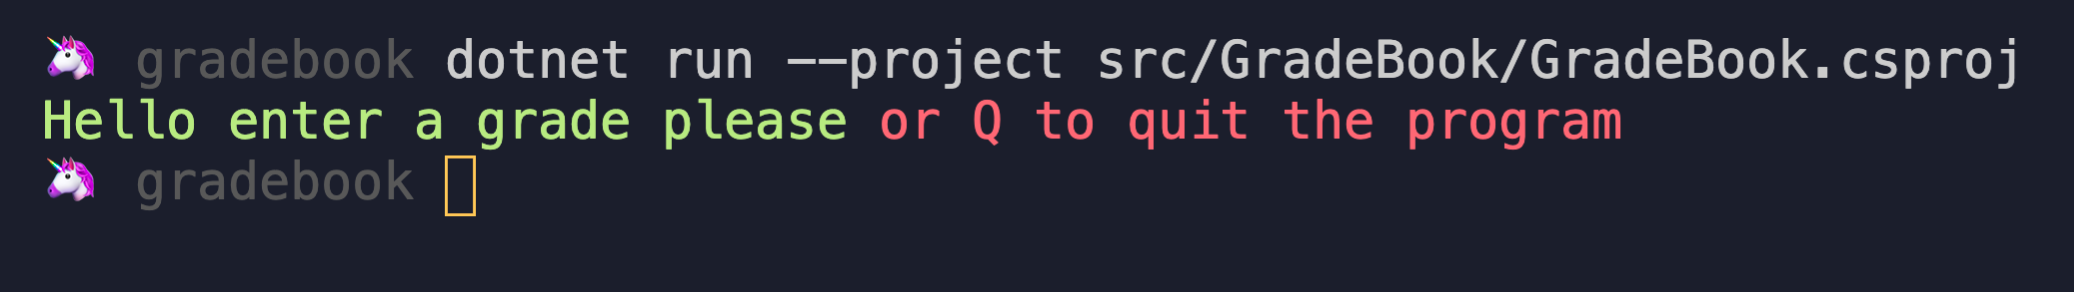 gradebook dotnet run --project src/GradeBook/GradeBook.csproj
Hello enter a grade please or Q to quit the program
gradebook